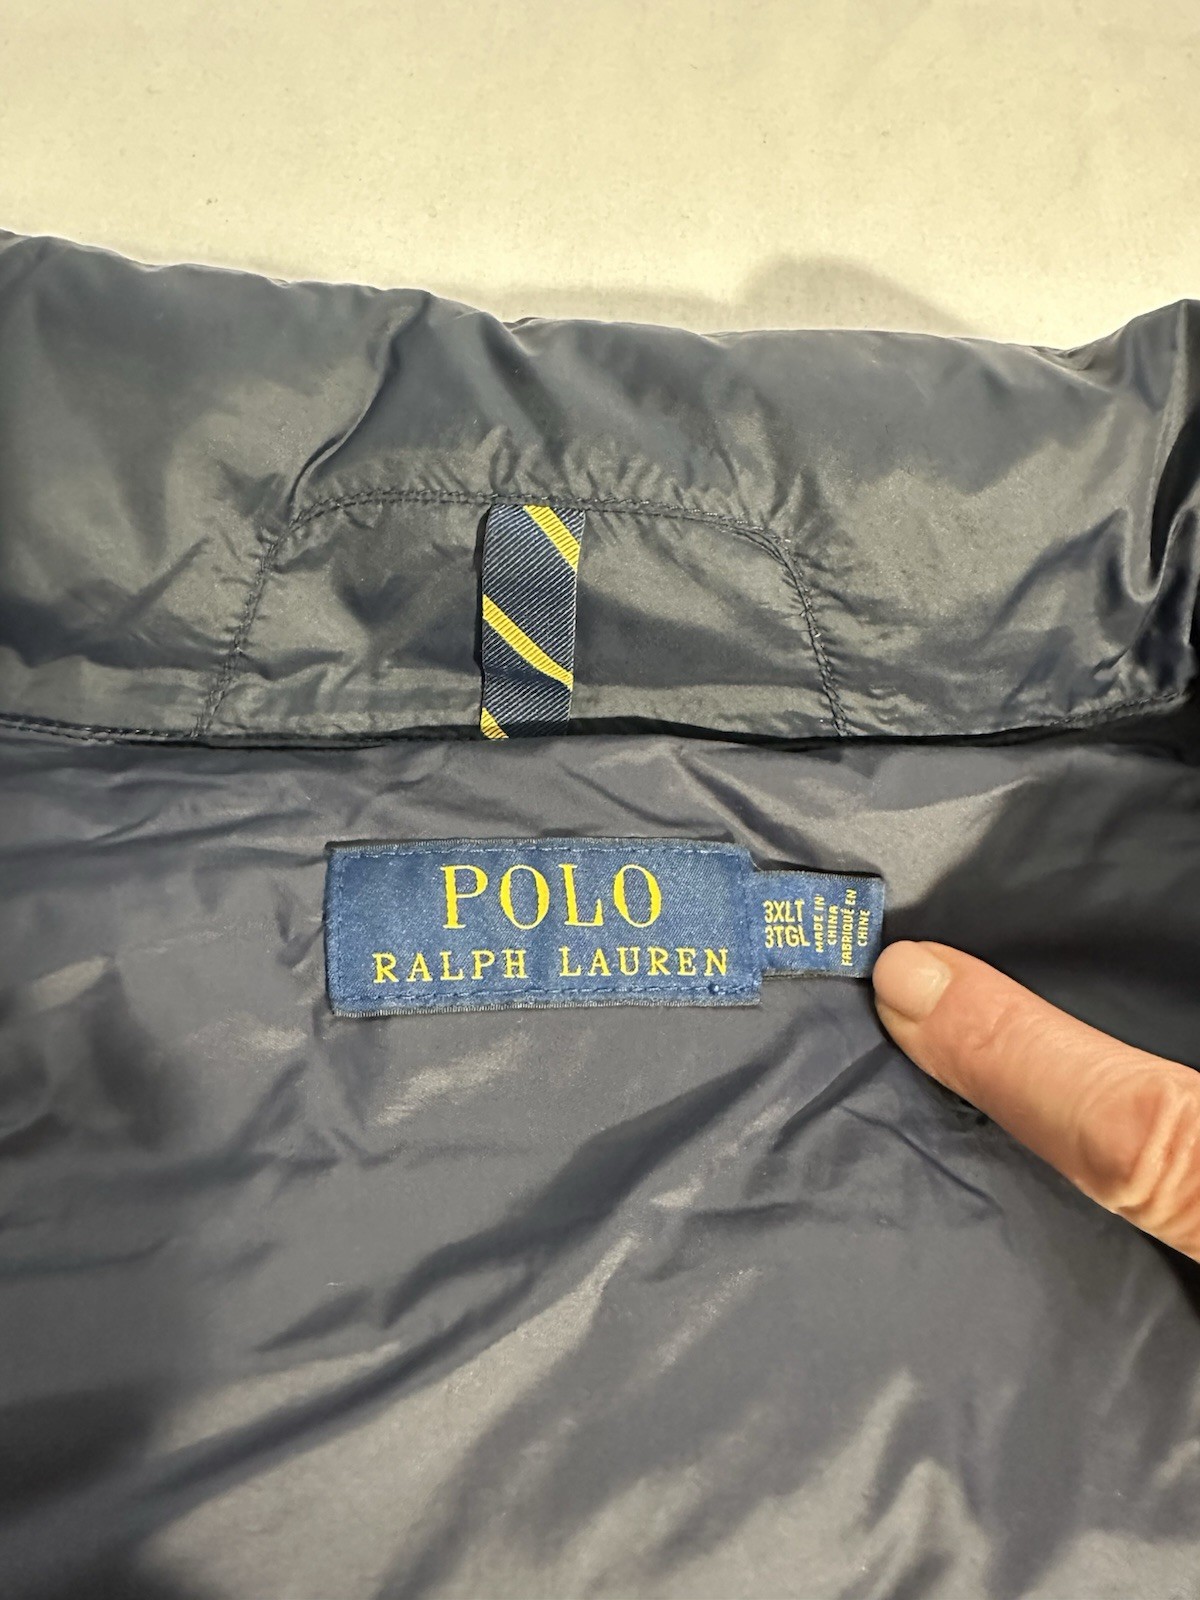 POLO
RALPH LAUREN
3XLT
3TGL
MADE IN
CHINA
FABRIQUÉ EN
CHINE